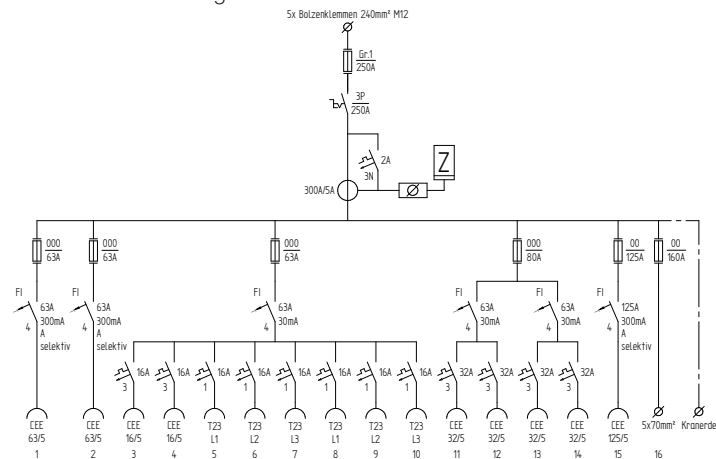 5x Bolzenklemmen 240mm² M12
Gr.1
250A
3P
250A
2A
3N
Z
300A/5A
000
63A
000
63A
000
63A
000
80A
00
125A
00
160A
FI
63A
300mA
A
selektiv
4
FI
63A
300mA
A
selektiv
4
FI
63A
30mA
4
FI
63A
30mA
4
FI
63A
30mA
4
FI
125A
300mA
A
selektiv
4
16A 16A 16A 16A 16A 16A 16A 16A 32A 32A 32A 32A
3 3 1 1 1 1 1 1 3 3 3 3
CEE CEE CEE CEE T23 T23 T23 T23 T23 T23 CEE CEE CEE CEE CEE 5x70mm² Kranerde
63/5 63/5 16/5 16/5 L1 L2 L3 L1 L2 L3 32/5 32/5 32/5 32/5 125/5
1 2 3 4 5 6 7 8 9 10 11 12 13 14 15 16